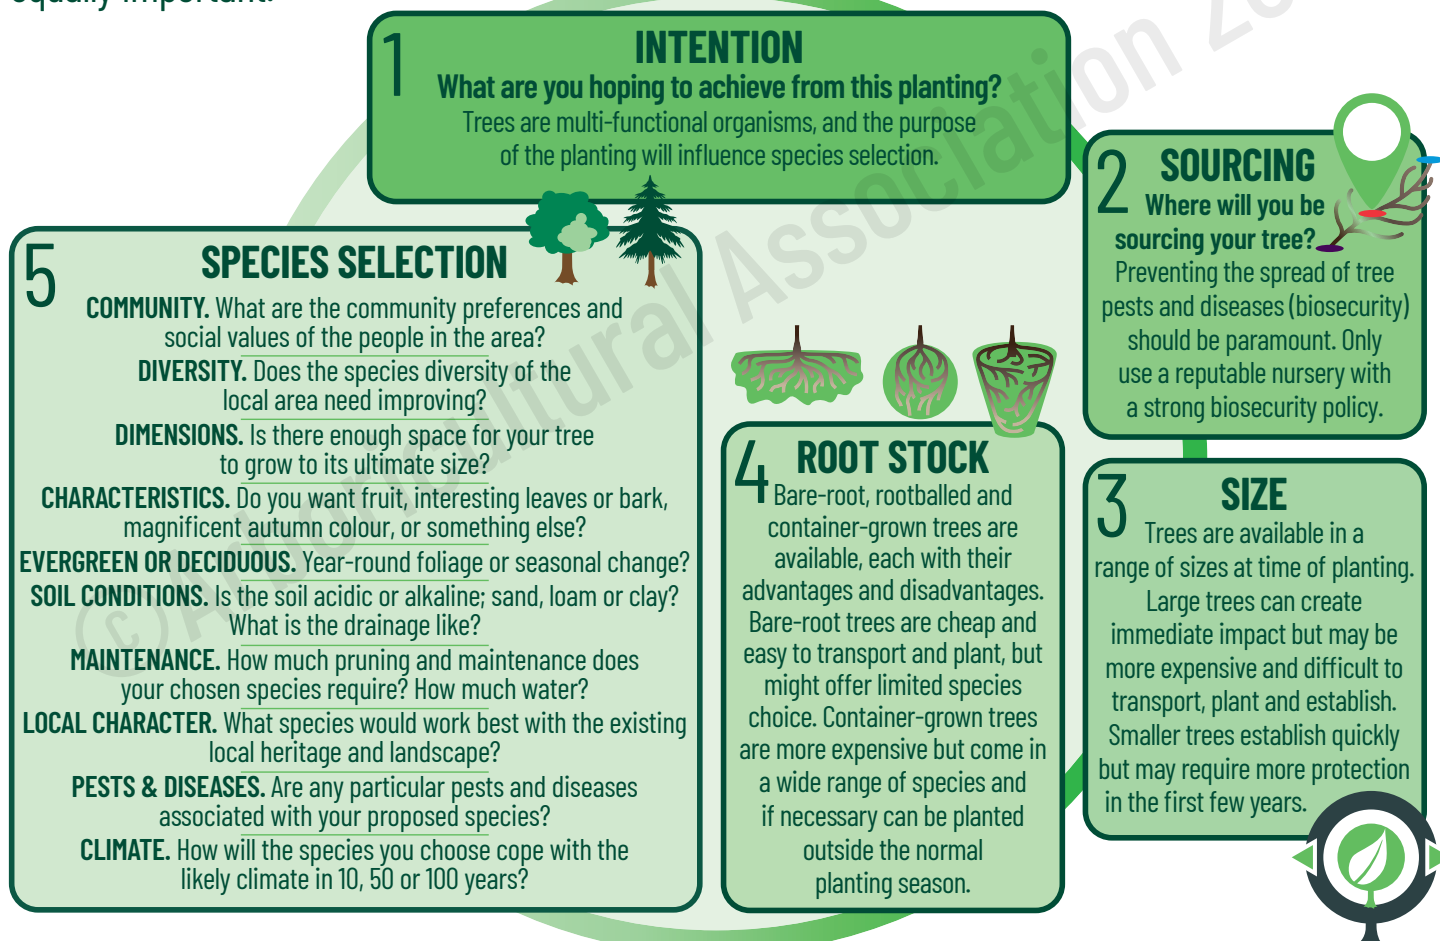 equally important.
1
INTENTION
What are you hoping to achieve from this planting?
Trees are multi-functional organisms, and the purpose
of the planting will influence species selection.
2
SOURCING
Where will you be
sourcing your tree?
Preventing the spread of tree
pests and diseases (biosecurity)
should be paramount. Only
use a reputable nursery with
a strong biosecurity policy.
3
SIZE
Trees are available in a
range of sizes at time of planting.
Large trees can create
immediate impact but may be
more expensive and difficult to
transport, plant and establish.
Smaller trees establish quickly
but may require more protection
in the first few years.
4
ROOT STOCK
Bare-root, rootballed and
container-grown trees are
available, each with their
advantages and disadvantages.
Bare-root trees are cheap and
easy to transport and plant, but
might offer limited species
choice. Container-grown trees
are more expensive but come in
a wide range of species and
if necessary can be planted
outside the normal
planting season.
5
SPECIES SELECTION
COMMUNITY. What are the community preferences and
social values of the people in the area?
DIVERSITY. Does the species diversity of the
local area need improving?
DIMENSIONS. Is there enough space for your tree
to grow to its ultimate size?
CHARACTERISTICS. Do you want fruit, interesting leaves or bark,
magnificent autumn colour, or something else?
EVERGREEN OR DECIDUOUS. Year-round foliage or seasonal change?
SOIL CONDITIONS. Is the soil acidic or alkaline; sand, loam or clay?
What is the drainage like?
MAINTENANCE. How much pruning and maintenance does
your chosen species require? How much water?
LOCAL CHARACTER. What species would work best with the existing
local heritage and landscape?
PESTS & DISEASES. Are any particular pests and diseases
associated with your proposed species?
CLIMATE. How will the species you choose cope with the
likely climate in 10, 50 or 100 years?
©Arboricultural Association